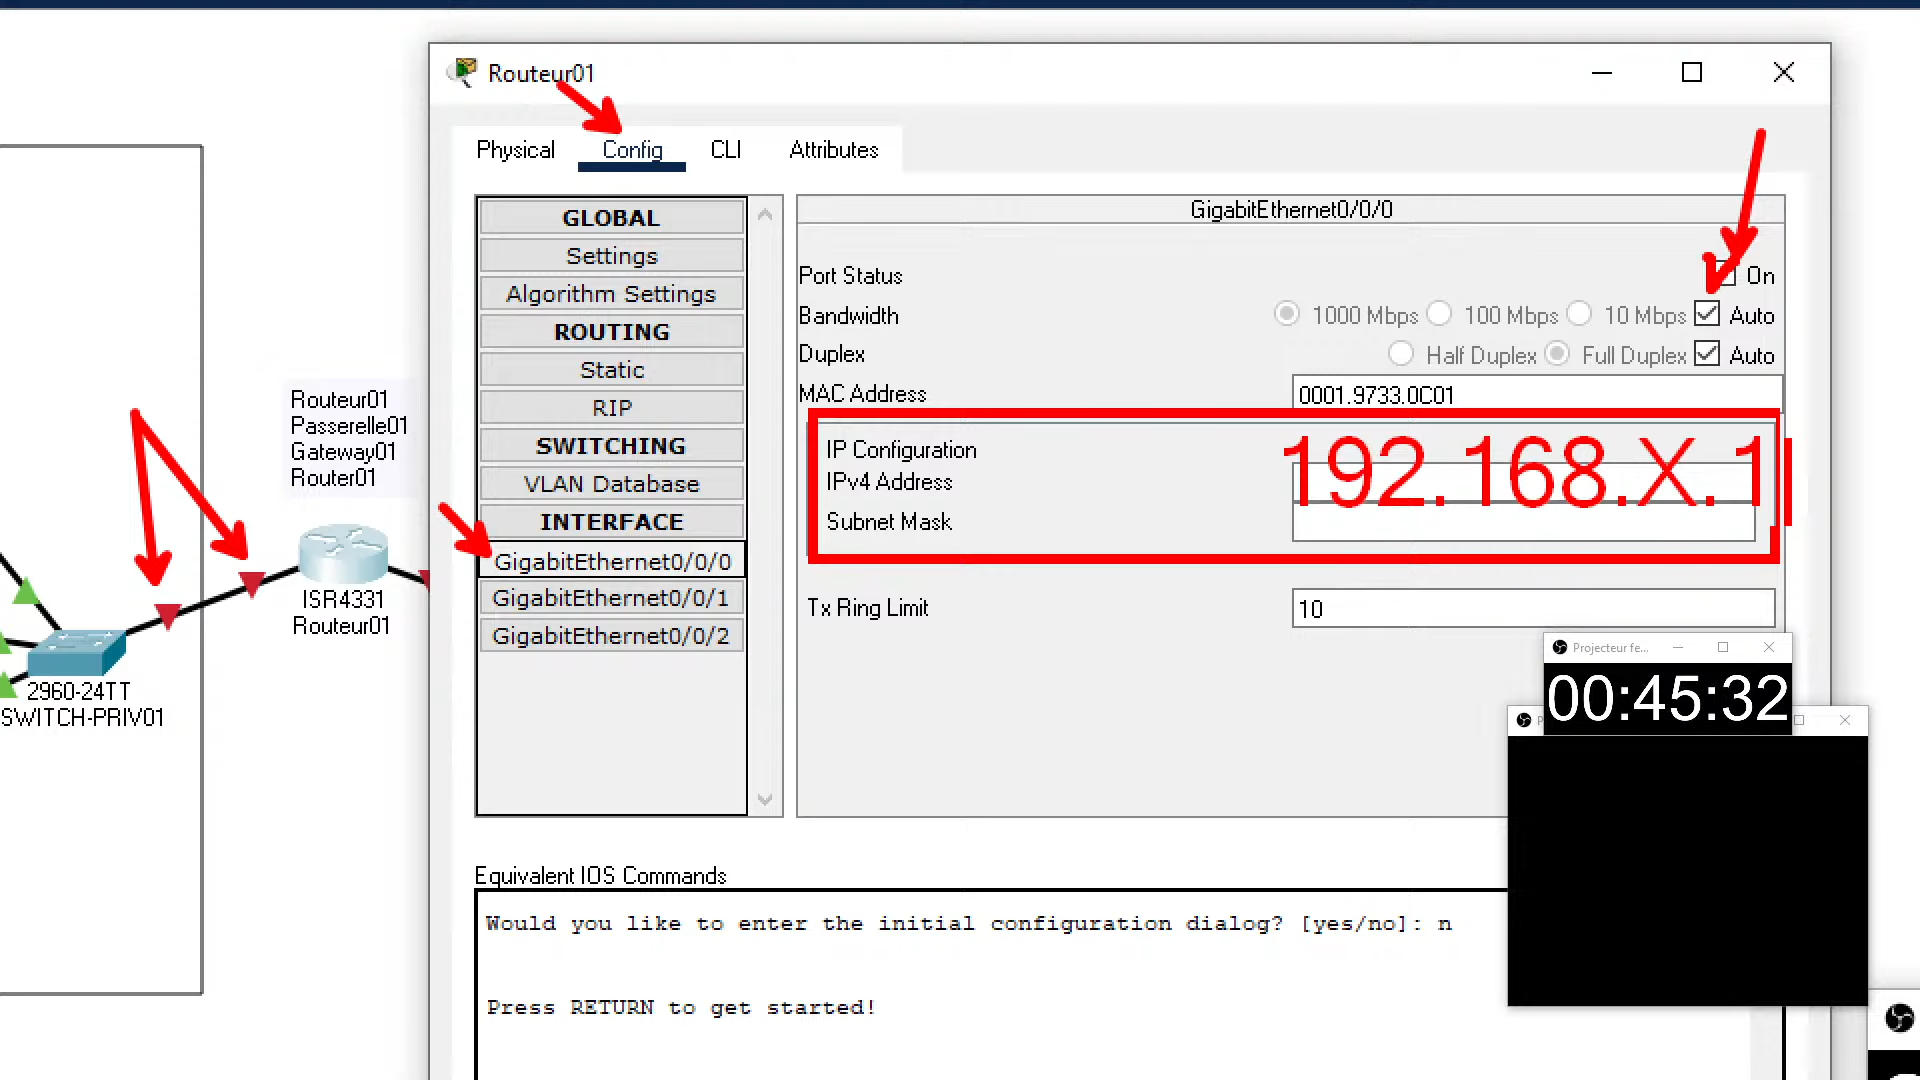 Routeur01
Physical Config CLI Attributes
GLOBAL
Settings
Algorithm Settings
ROUTING
Static
RIP
SWITCHING
VLAN Database
INTERFACE
GigabitEthernet0/0/0
GigabitEthernet0/0/1
GigabitEthernet0/0/2
GigabitEthernet0/0/0
Port Status On
Bandwidth 1000 Mbps 100 Mbps 10 Mbps Auto
Duplex Half Duplex Full Duplex Auto
MAC Address 0001.9733.0C01
IP Configuration
192.168.X.1
IPv4 Address
Subnet Mask
Tx Ring Limit 10
Routeur01
Passerelle01
Gateway01
Router01
ISR4331
Routeur01
2960-24TT
SWITCH-PRIV01
Projecteur fe...
00:45:32
Equivalent IOS Commands
Would you like to enter the initial configuration dialog? [yes/no]: n
Press RETURN to get started!